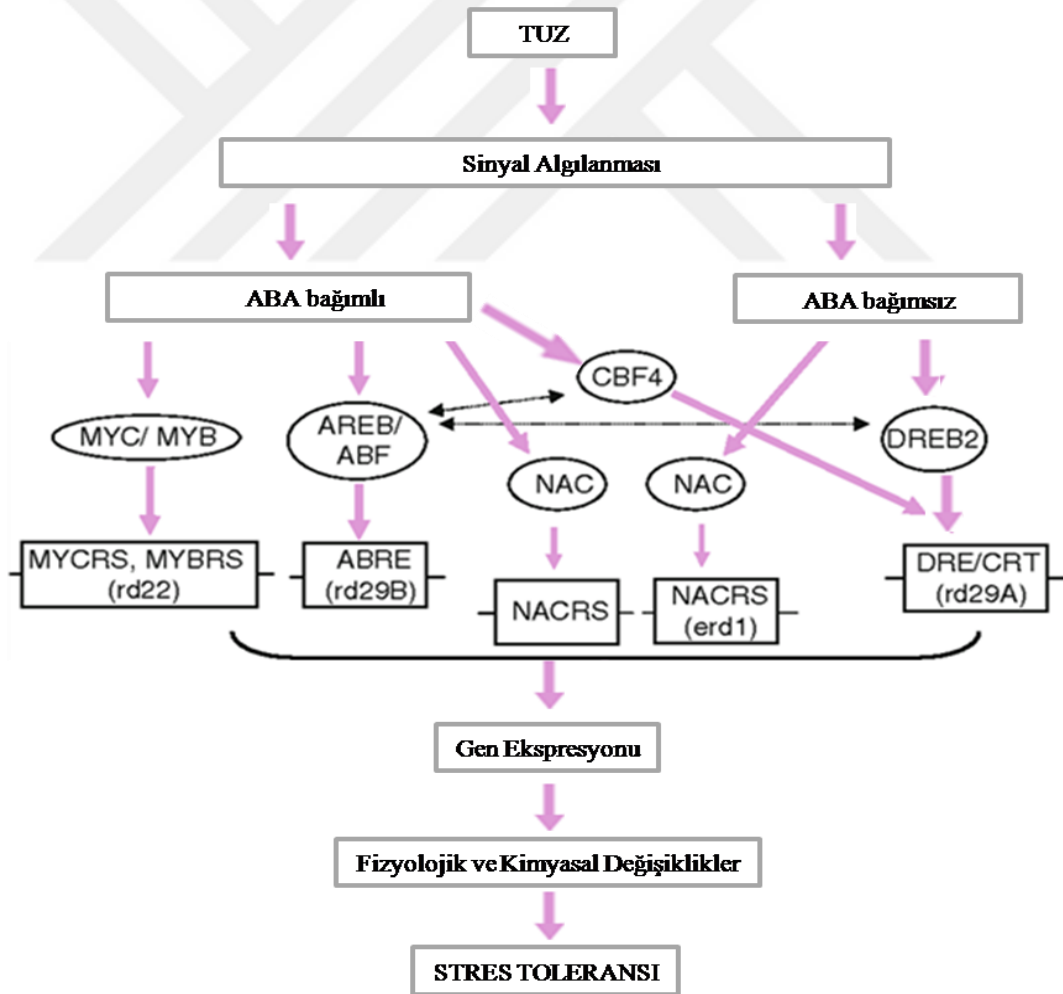 TUZ
Sinyal Algılanması
ABA bağımlı
ABA bağımsız
CBF4
MYC/ MYB
AREB/
ABF
DREB2
NAC
NAC
MYCRS, MYBRS
(rd22)
ABRE
(rd29B)
NACRS
NACRS
(erd1)
DRE/CRT
(rd29A)
Gen Ekspresyonu
Fizyolojik ve Kimyasal Değişiklikler
STRES TOLERANSI